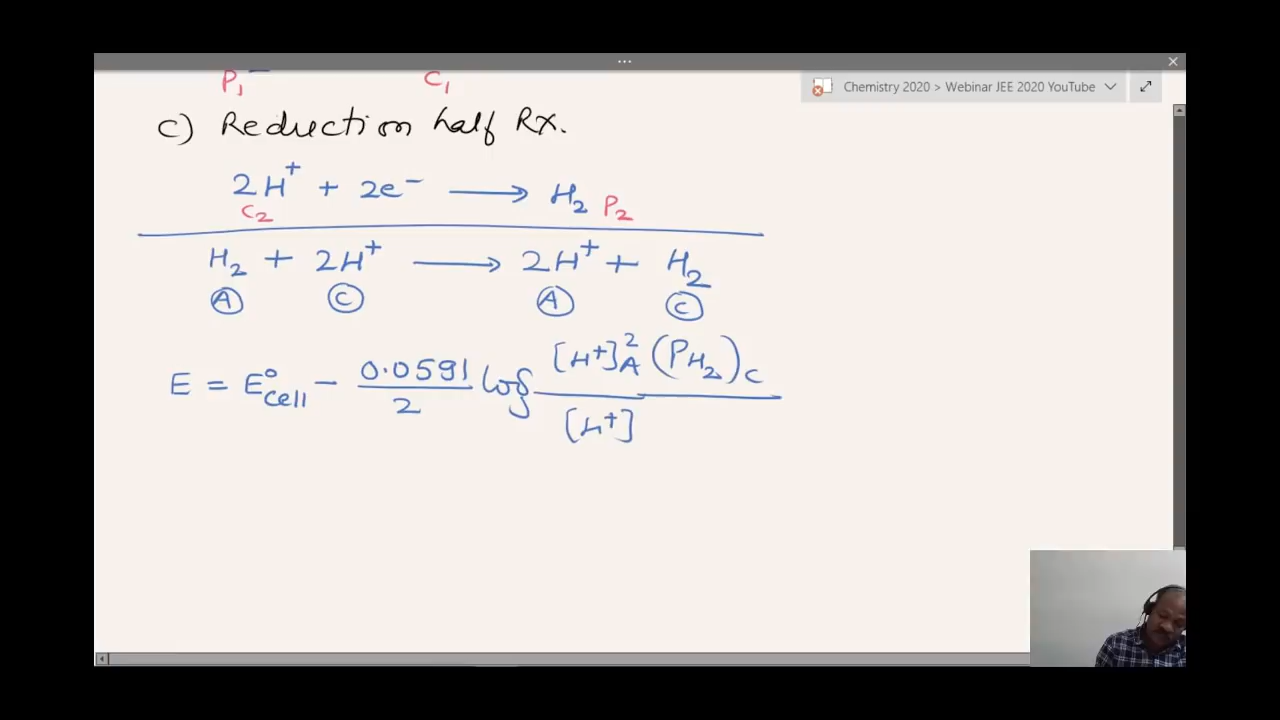 ...
Chemistry 2020 > Webinar JEE 2020 YouTube
P₁ C₁
c) Reduction half Rx.
2H⁺ + 2e⁻ ⟶ H₂ P₂
C₂
H₂ + 2H⁺ ⟶ 2H⁺ + H₂
Ⓐ Ⓒ Ⓐ Ⓒ
E = E°cell − 0.0591/2 log [H⁺]²A (PH₂)C / [H⁺]